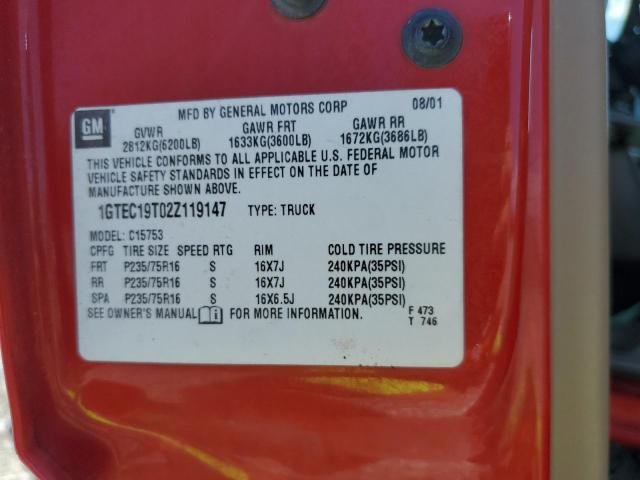 MFD BY GENERAL MOTORS CORP 08/01
GM
GVWR GAWR FRT GAWR RR
2812KG(6200LB) 1633KG(3600LB) 1672KG(3686LB)
THIS VEHICLE CONFORMS TO ALL APPLICABLE U.S. FEDERAL MOTOR
VEHICLE SAFETY STANDARDS IN EFFECT ON THE DATE OF
MANUFACTURE SHOWN ABOVE.
1GTEC19T02Z119147 TYPE: TRUCK
MODEL: C15753
CPFG TIRE SIZE SPEED RTG RIM COLD TIRE PRESSURE
FRT P235/75R16 S 16X7J 240KPA(35PSI)
RR P235/75R16 S 16X7J 240KPA(35PSI)
SPA P235/75R16 S 16X6.5J 240KPA(35PSI)
SEE OWNER'S MANUAL i FOR MORE INFORMATION. F 473
T 746